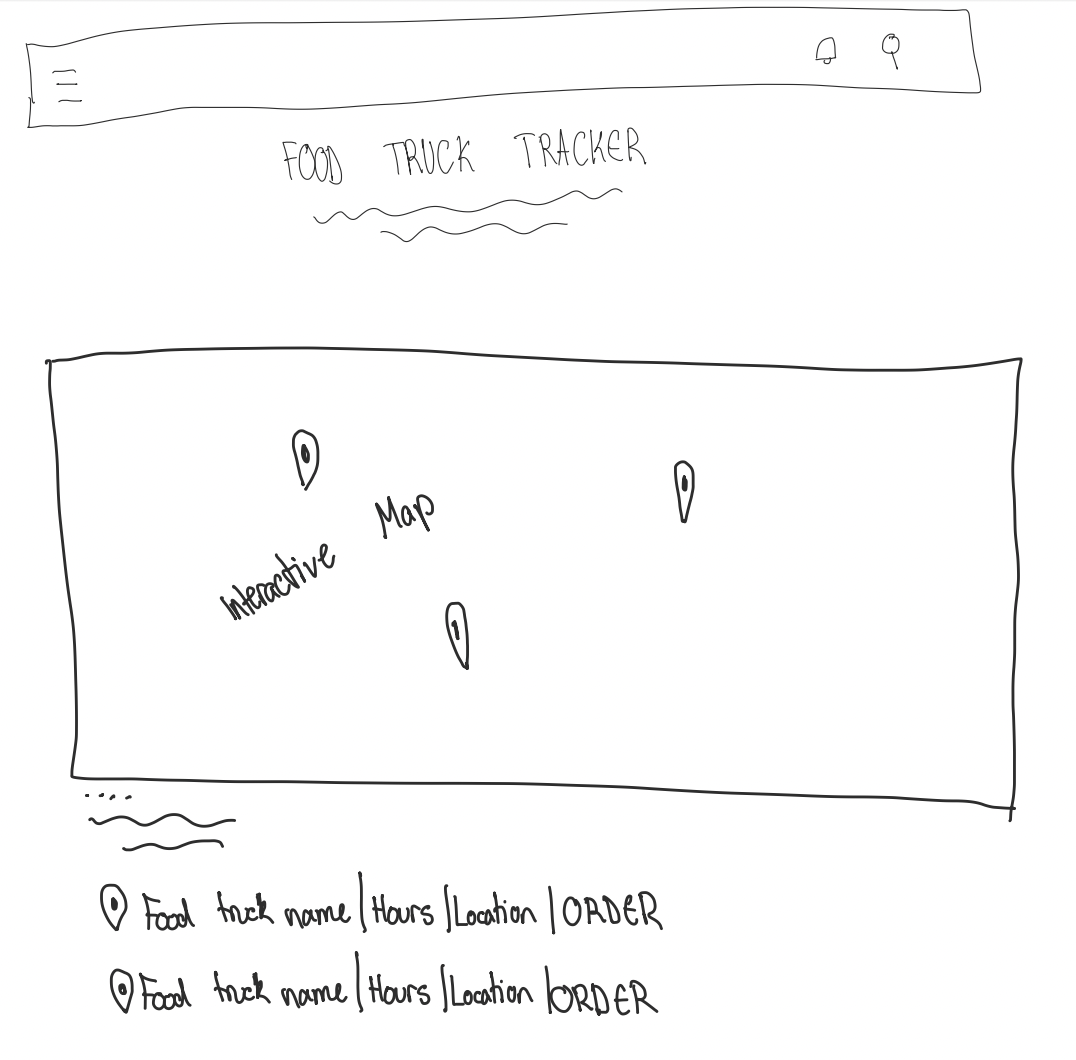 FOOD TRUCK TRACKER
Interactive Map
Food truck name | Hours | Location | ORDER
Food truck name | Hours | Location | ORDER